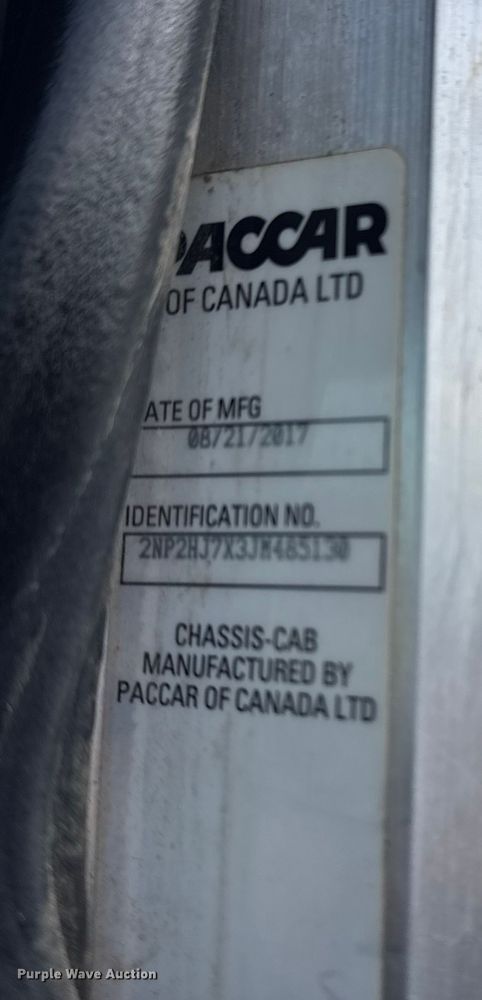 PACCAR
OF CANADA LTD
ATE OF MFG
08/21/2017
IDENTIFICATION NO.
2NP2HJ7X3JM485130
CHASSIS-CAB
MANUFACTURED BY
PACCAR OF CANADA LTD
Purple Wave Auction